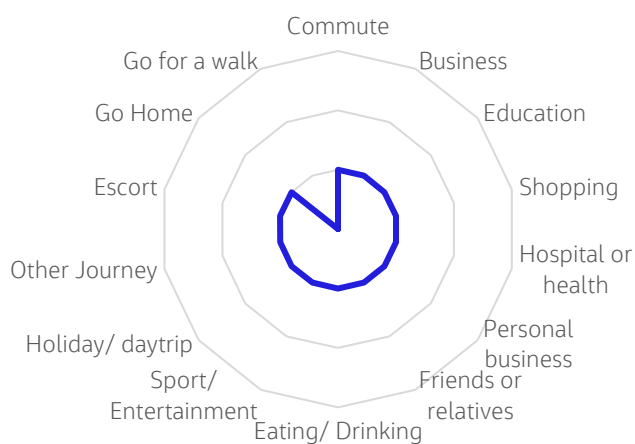 Commute
Business
Education
Shopping
Hospital or
health
Personal
business
Friends or
relatives
Eating/ Drinking
Sport/
Entertainment
Holiday/ daytrip
Other Journey
Escort
Go Home
Go for a walk